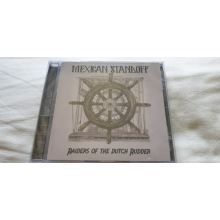 MEXICAN STANDOFF
RAIDERS OF THE DUTCH RUDDER